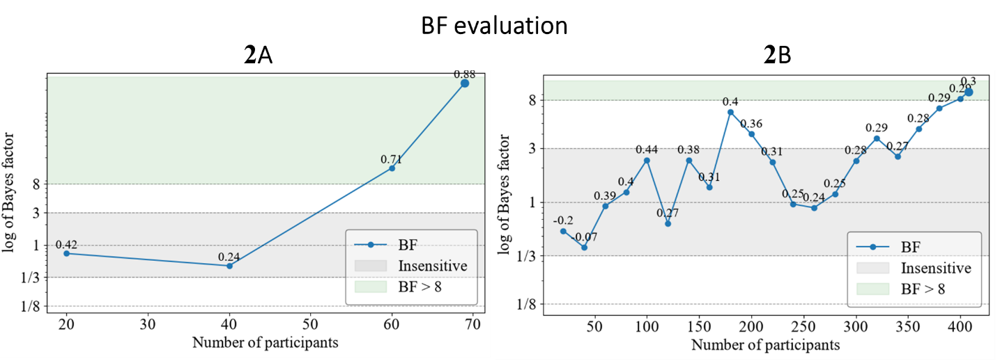 BF evaluation
2A
2B
log of Bayes factor
8
3
1
1/3
1/8
0.42
0.24
0.71
0.88
BF
Insensitive
BF > 8
20 30 40 50 60 70
Number of participants
log of Bayes factor
8
3
1
1/3
1/8
-0.2
-0.07
0.39
0.4
0.44
0.27
0.38
0.31
0.4
0.36
0.31
0.25
0.24
0.25
0.28
0.29
0.27
0.28
0.29
0.29
0.3
BF
Insensitive
BF > 8
50 100 150 200 250 300 350 400
Number of participants